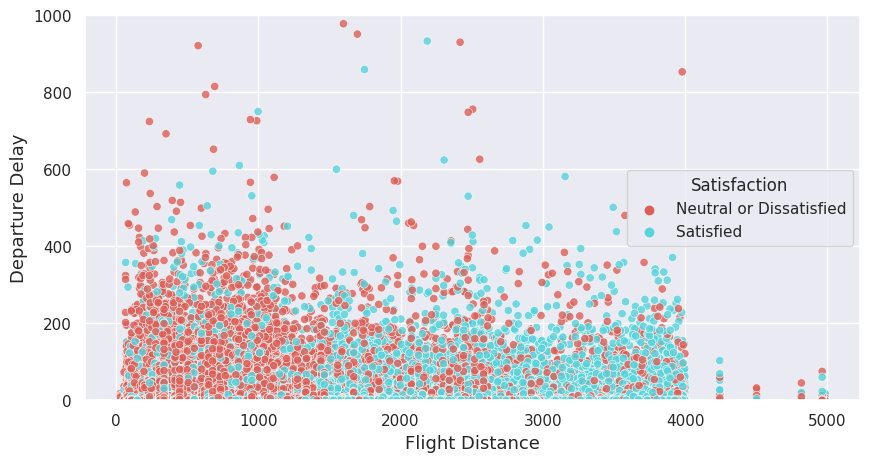 1000
800
600
400
200
0
Departure Delay
Satisfaction
Neutral or Dissatisfied
Satisfied
0 1000 2000 3000 4000 5000
Flight Distance